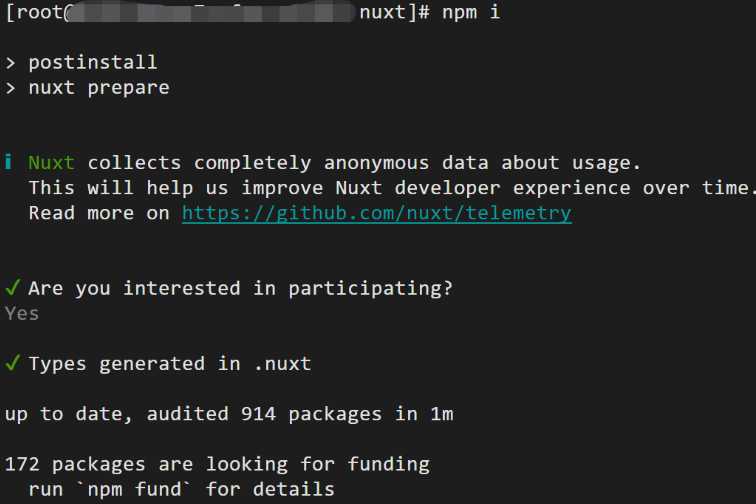 [root@ nuxt]# npm i
> postinstall
> nuxt prepare
i Nuxt collects completely anonymous data about usage.
This will help us improve Nuxt developer experience over time.
Read more on https://github.com/nuxt/telemetry
✓ Are you interested in participating?
Yes
✓ Types generated in .nuxt
up to date, audited 914 packages in 1m
172 packages are looking for funding
run `npm fund` for details